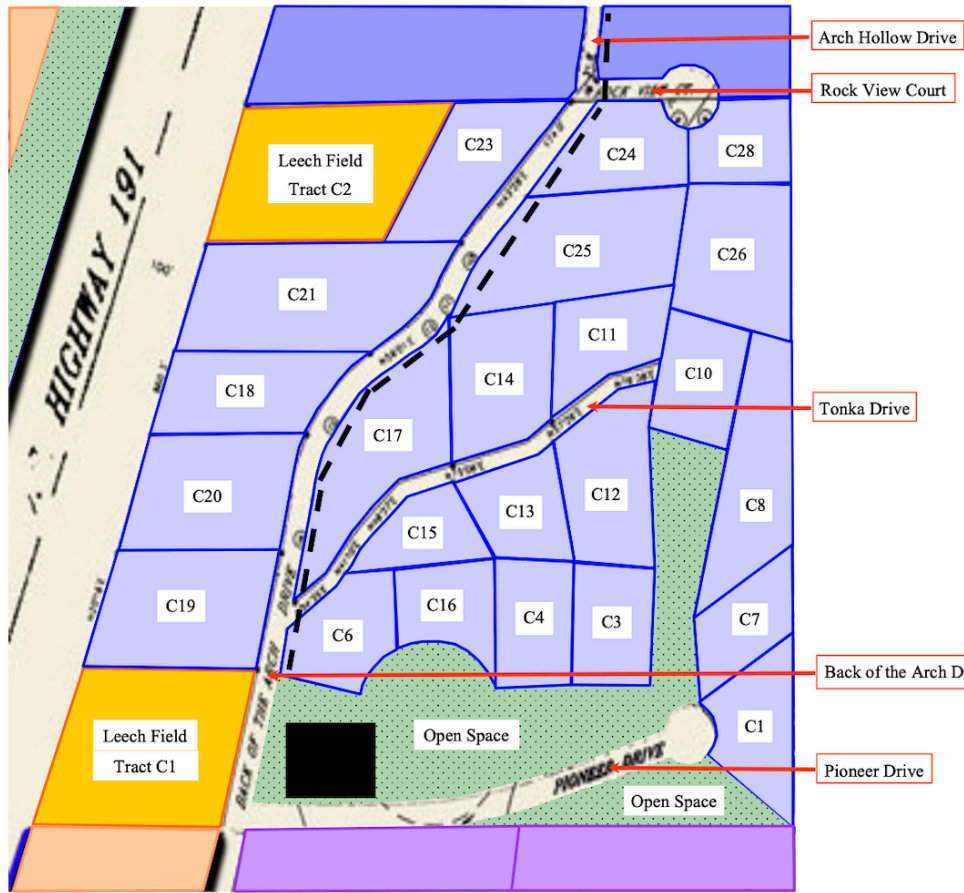 Arch Hollow Drive
Rock View Court
C23
C24
C28
Leech Field
Tract C2
HIGHWAY 191
100'
C25
C26
C21
C11
C14
C10
C18
C17
Tonka Drive
C20
C12
C13
C8
C15
C19
DRIVE
C16
C4
C3
C7
C6
Back of the Arch D
BACK OF THE ARCH
C1
Leech Field
Tract C1
Open Space
PIONEER DRIVE
Pioneer Drive
Open Space